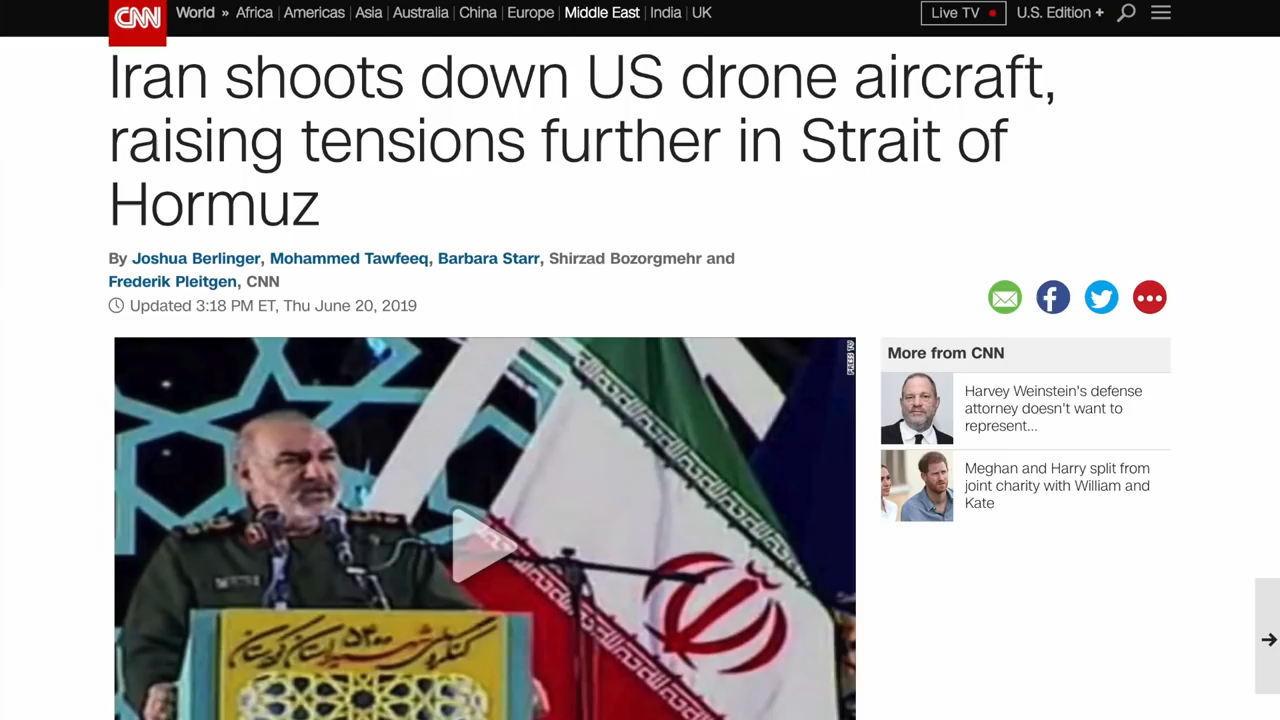 CNN World » Africa Americas Asia Australia China Europe Middle East India UK Live TV U.S. Edition +
Iran shoots down US drone aircraft,
raising tensions further in Strait of
Hormuz
By Joshua Berlinger, Mohammed Tawfeeq, Barbara Starr, Shirzad Bozorgmehr and
Frederik Pleitgen, CNN
Updated 3:18 PM ET, Thu June 20, 2019
PRESS TV
More from CNN
Harvey Weinstein's defense
attorney doesn't want to
represent...
Meghan and Harry split from
joint charity with William and
Kate